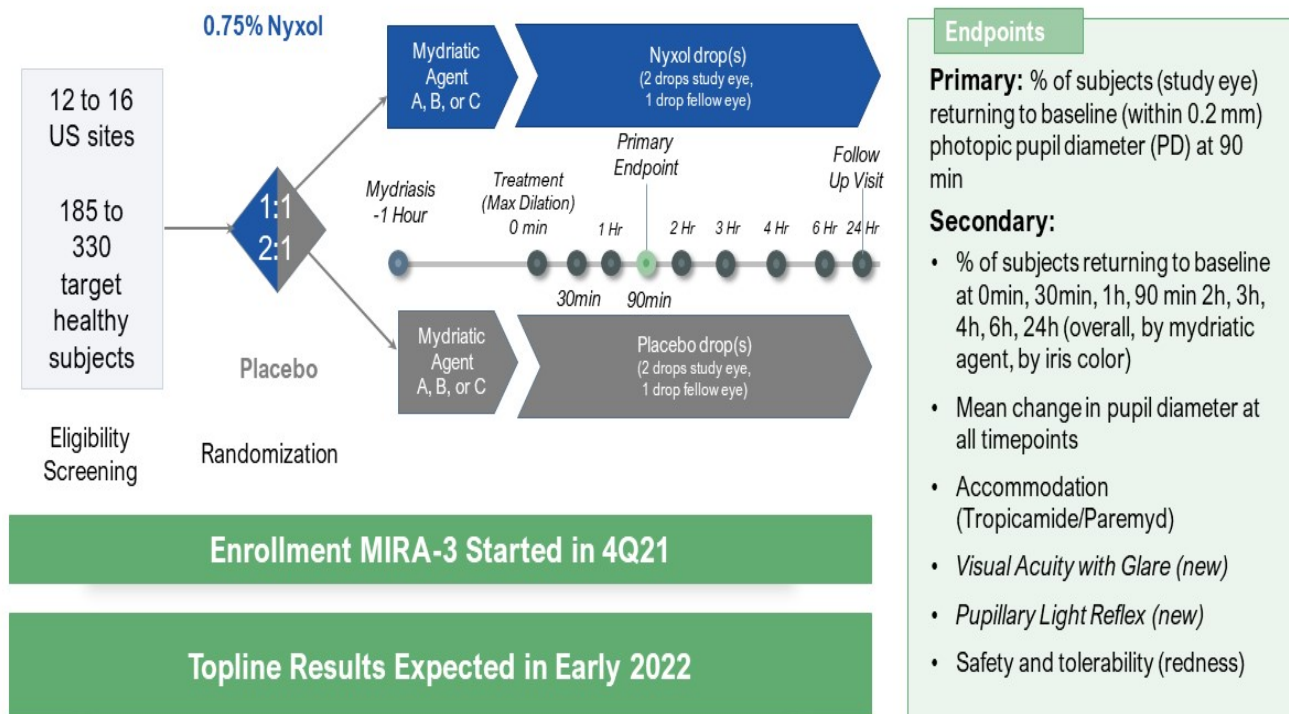 0.75% Nyxol
12 to 16
US sites
185 to
330
target
healthy
subjects
Eligibility
Screening
1:1
2:1
Placebo
Randomization
Mydriatic
Agent
A, B, or C
Nyxol drop(s)
(2 drops study eye,
1 drop fellow eye)
Mydriasis
-1 Hour
Treatment
(Max Dilation)
0 min
30min
1 Hr
Primary
Endpoint
90min
2 Hr
3 Hr
4 Hr
6 Hr
24 Hr
Follow
Up Visit
Mydriatic
Agent
A, B, or C
Placebo drop(s)
(2 drops study eye,
1 drop fellow eye)
Enrollment MIRA-3 Started in 4Q21
Topline Results Expected in Early 2022
Endpoints
Primary: % of subjects (study eye)
returning to baseline (within 0.2 mm)
photopic pupil diameter (PD) at 90
min
Secondary:
• % of subjects returning to baseline
at 0min, 30min, 1h, 90 min 2h, 3h,
4h, 6h, 24h (overall, by mydriatic
agent, by iris color)
• Mean change in pupil diameter at
all timepoints
• Accommodation
(Tropicamide/Paremyd)
• Visual Acuity with Glare (new)
• Pupillary Light Reflex (new)
• Safety and tolerability (redness)